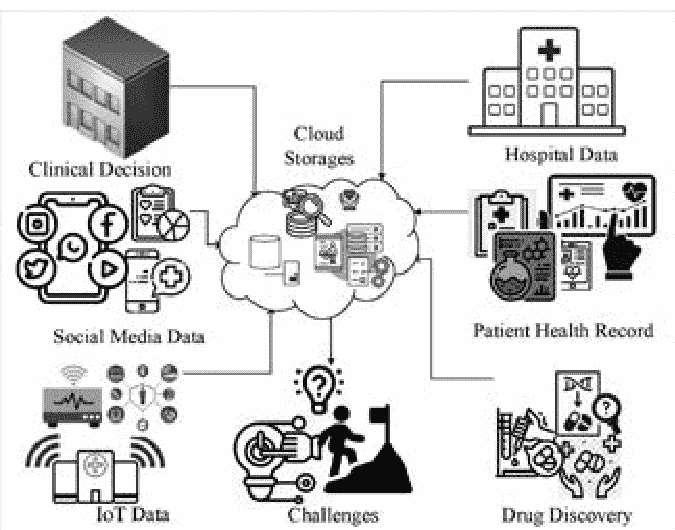 Cloud
Storages
Clinical Decision
Hospital Data
Social Media Data
Patient Health Record
IoT Data
Challenges
Drug Discovery